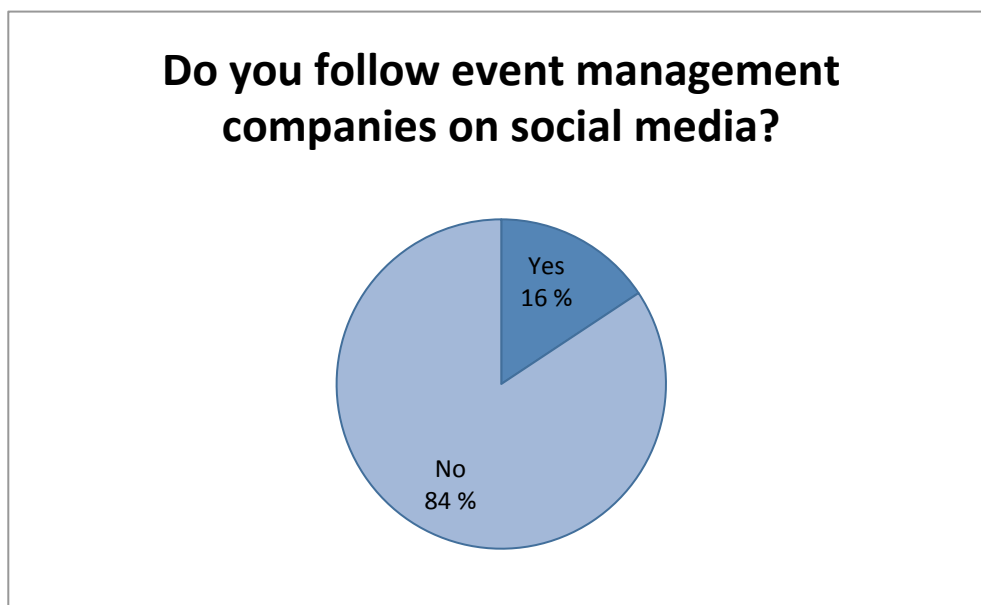 Do you follow event management
companies on social media?
Yes
16 %
No
84 %